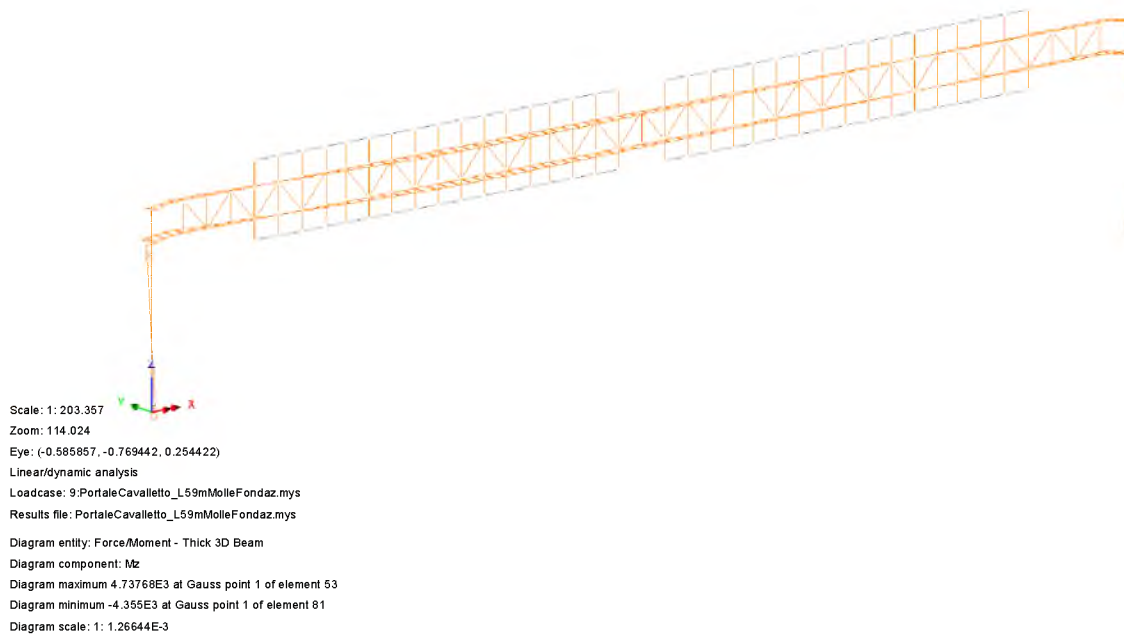 Z
Y
X
Scale: 1: 203.357
Zoom: 114.024
Eye: (-0.585857, -0.769442, 0.254422)
Linear/dynamic analysis
Loadcase: 9:PortaleCavalletto_L59mMolleFondaz.mys
Results file: PortaleCavalletto_L59mMolleFondaz.mys
Diagram entity: Force/Moment - Thick 3D Beam
Diagram component: Mz
Diagram maximum 4.73768E3 at Gauss point 1 of element 53
Diagram minimum -4.355E3 at Gauss point 1 of element 81
Diagram scale: 1: 1.26644E-3